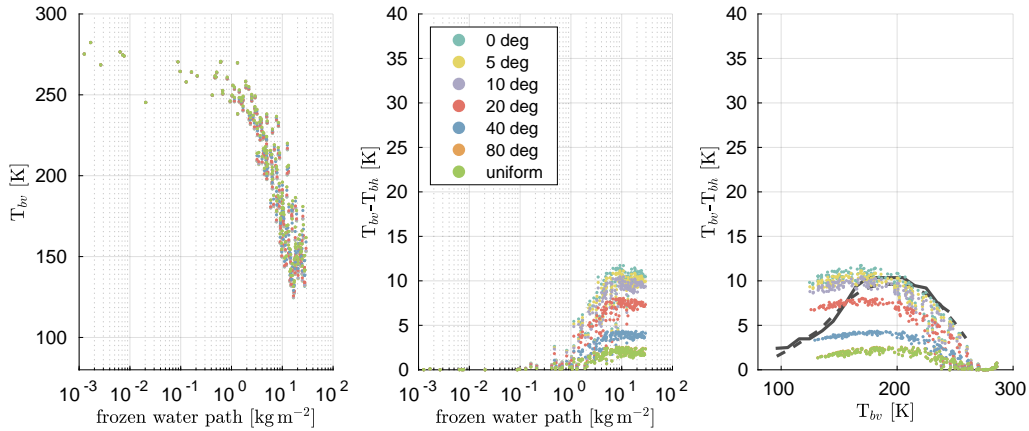 300
250
200
150
100
T_bv [K]
10^-3 10^-2 10^-1 10^0 10^1 10^2
frozen water path [kg m^-2]
40
35
30
25
20
15
10
5
0
T_bv-T_bh [K]
0 deg
5 deg
10 deg
20 deg
40 deg
80 deg
uniform
10^-3 10^-2 10^-1 10^0 10^1 10^2
frozen water path [kg m^-2]
40
35
30
25
20
15
10
5
0
T_bv-T_bh [K]
100 200 300
T_bv [K]